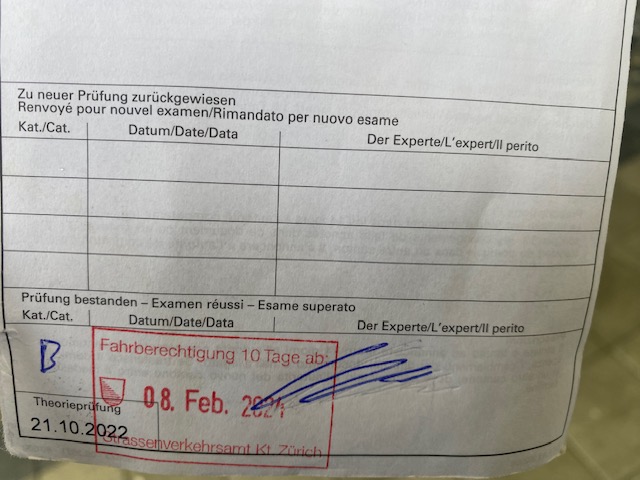 Zu neuer Prüfung zurückgewiesen
Renvoyé pour nouvel examen/Rimandato per nuovo esame
Kat./Cat. Datum/Date/Data Der Experte/L'expert/Il perito
Prüfung bestanden – Examen réussi – Esame superato
Kat./Cat. Datum/Date/Data Der Experte/L'expert/Il perito
B
Fahrberechtigung 10 Tage ab:
08. Feb. 2024
Theorieprüfung
21.10.2022
Strassenverkehrsamt Kt. Zürich